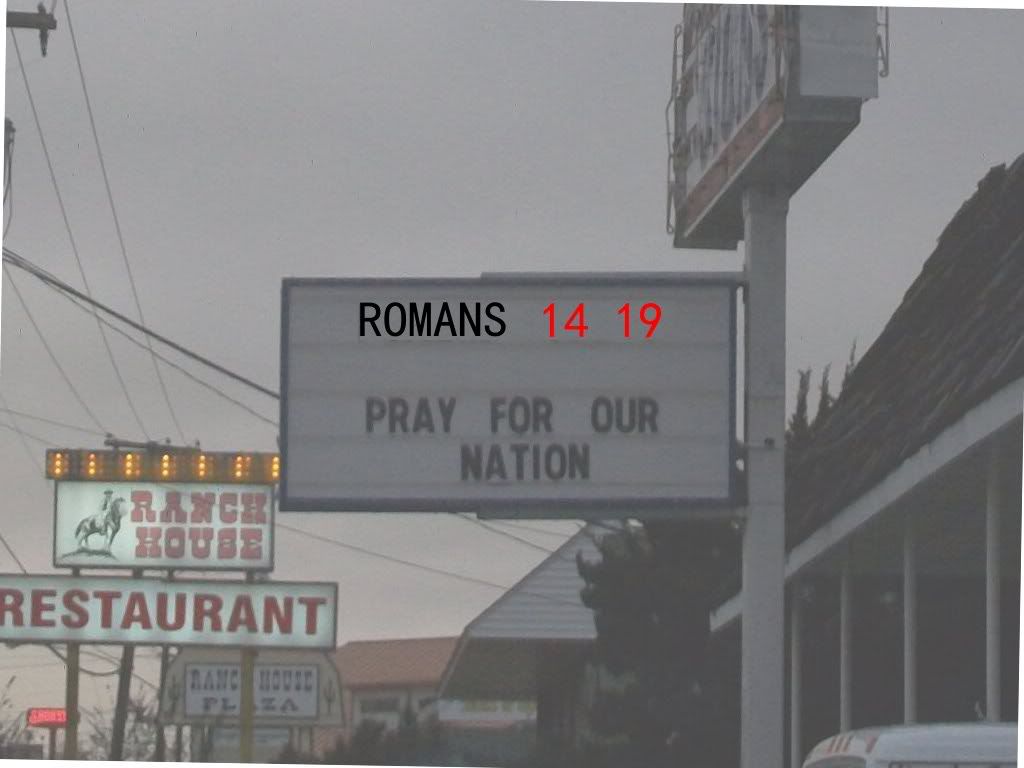 ROMANS 14 19
PRAY FOR OUR
NATION
RANCH
HOUSE
RESTAURANT
RANCH HOUSE
PLAZA